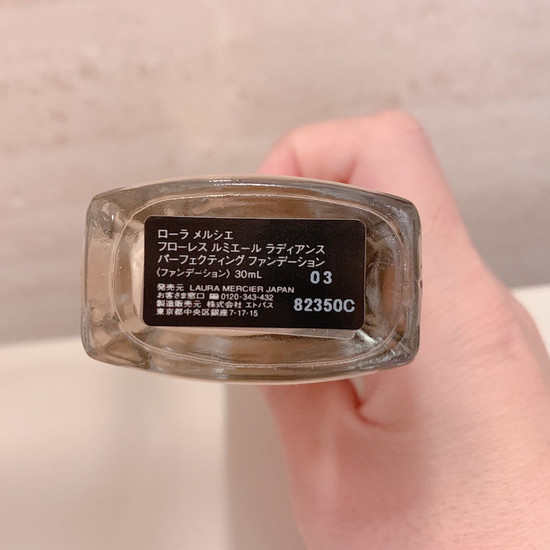 ローラ メルシエ
フローレス ルミエール ラディアンス
パーフェクティング ファンデーション
〈ファンデーション〉 30mL
03
発売元 LAURA MERCIER JAPAN
お客さま窓口 0120-343-432
82350C
製造販売元 株式会社 エトバス
東京都中央区銀座7-17-15